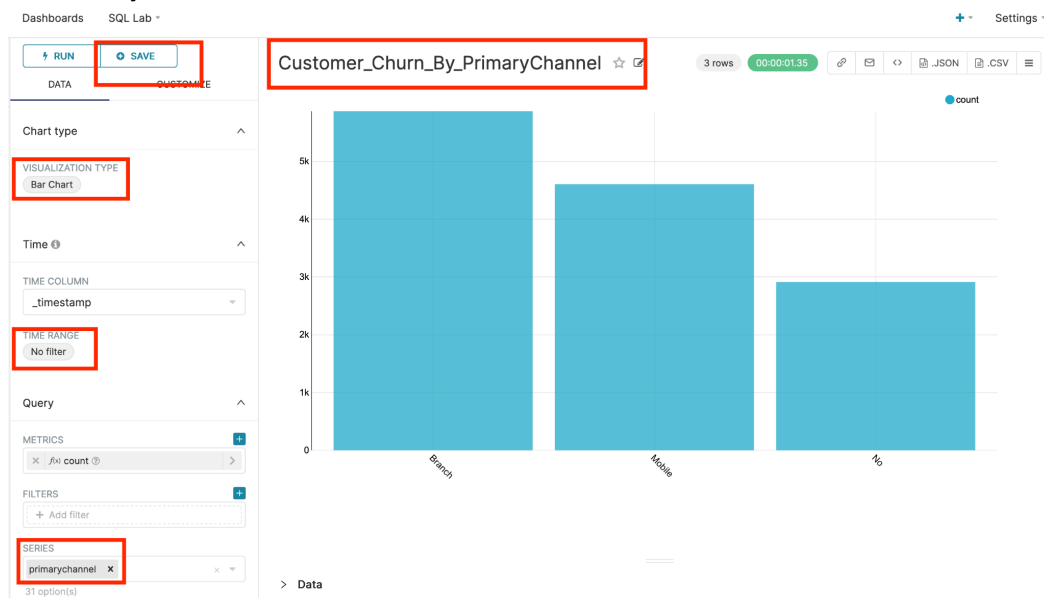 Dashboards SQL Lab
+ Settings
RUN SAVE
DATA CUSTOMIZE
Customer_Churn_By_PrimaryChannel
3 rows 00:00:01.35 .JSON .CSV
count
Chart type
VISUALIZATION TYPE
Bar Chart
Time
TIME COLUMN
_timestamp
TIME RANGE
No filter
Query
METRICS
f(x) count
FILTERS
+ Add filter
SERIES
primarychannel x
31 option(s)
5k
4k
3k
2k
1k
0
Branch Mobile No
> Data